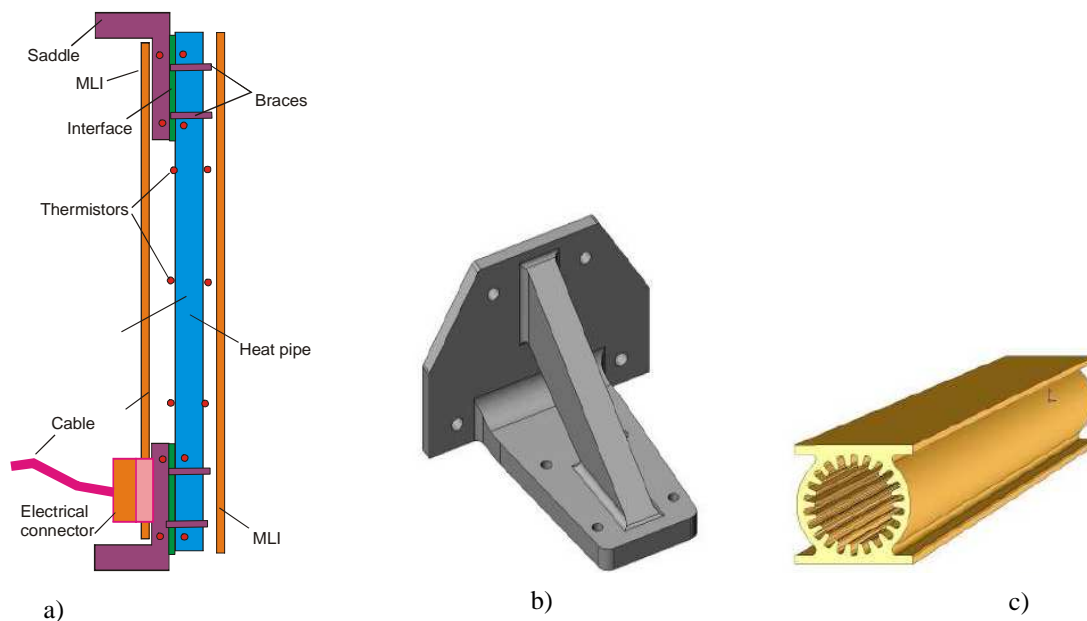 Saddle
MLI
Interface
Braces
Thermistors
Heat pipe
Cable
Electrical
connector
MLI
a)
b)
c)